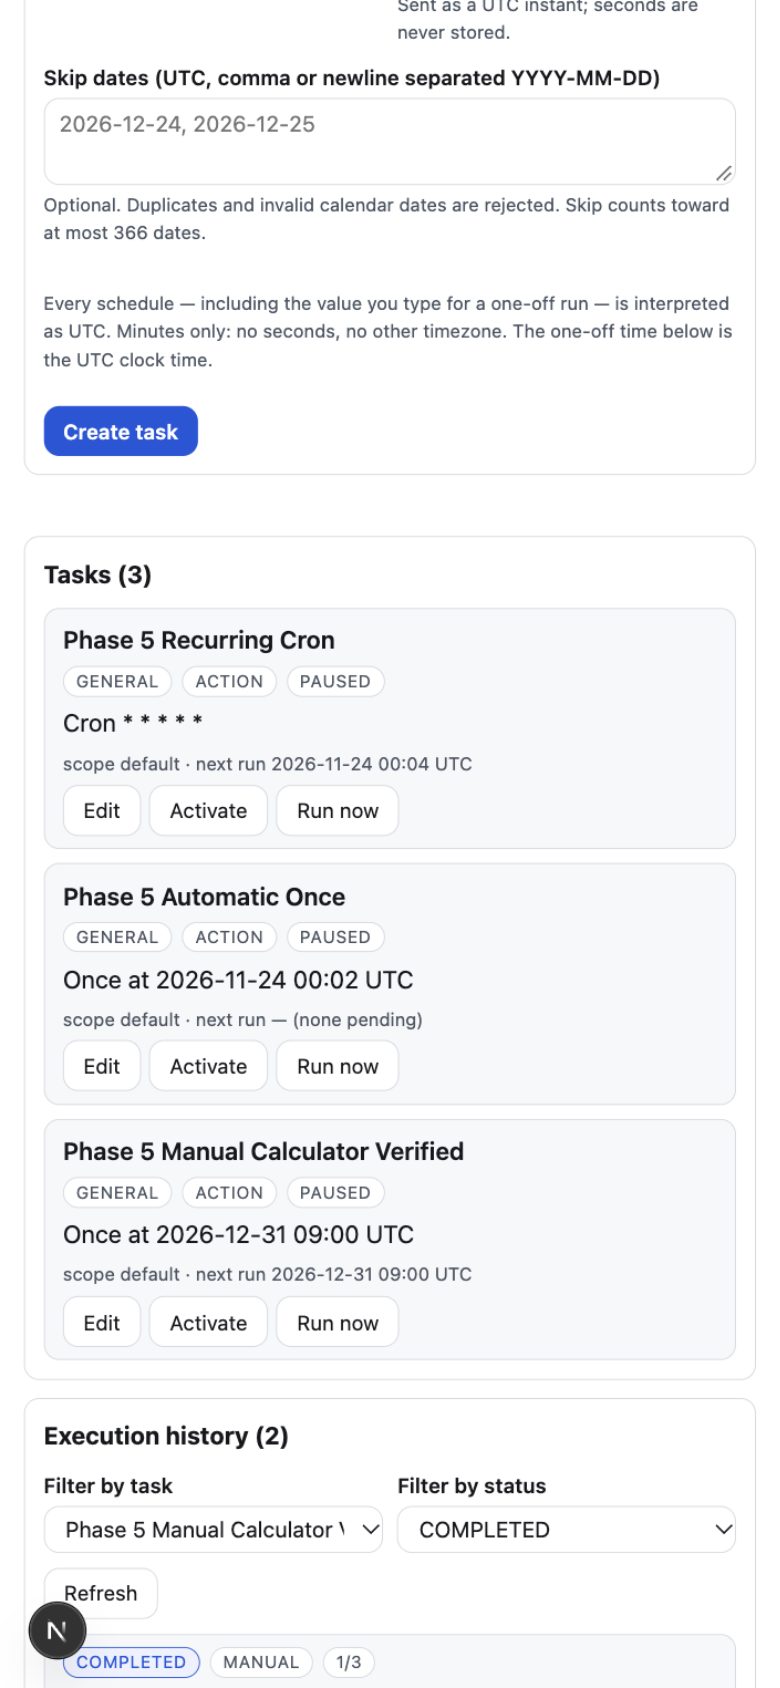 Sent as a UTC instant; seconds are
never stored.
Skip dates (UTC, comma or newline separated YYYY-MM-DD)
2026-12-24, 2026-12-25
Optional. Duplicates and invalid calendar dates are rejected. Skip counts toward
at most 366 dates.
Every schedule — including the value you type for a one-off run — is interpreted
as UTC. Minutes only: no seconds, no other timezone. The one-off time below is
the UTC clock time.
Create task
Tasks (3)
Phase 5 Recurring Cron
GENERAL ACTION PAUSED
Cron * * * * *
scope default · next run 2026-11-24 00:04 UTC
Edit Activate Run now
Phase 5 Automatic Once
GENERAL ACTION PAUSED
Once at 2026-11-24 00:02 UTC
scope default · next run — (none pending)
Edit Activate Run now
Phase 5 Manual Calculator Verified
GENERAL ACTION PAUSED
Once at 2026-12-31 09:00 UTC
scope default · next run 2026-12-31 09:00 UTC
Edit Activate Run now
Execution history (2)
Filter by task Filter by status
Phase 5 Manual Calculator COMPLETED
Refresh
N
COMPLETED MANUAL 1/3